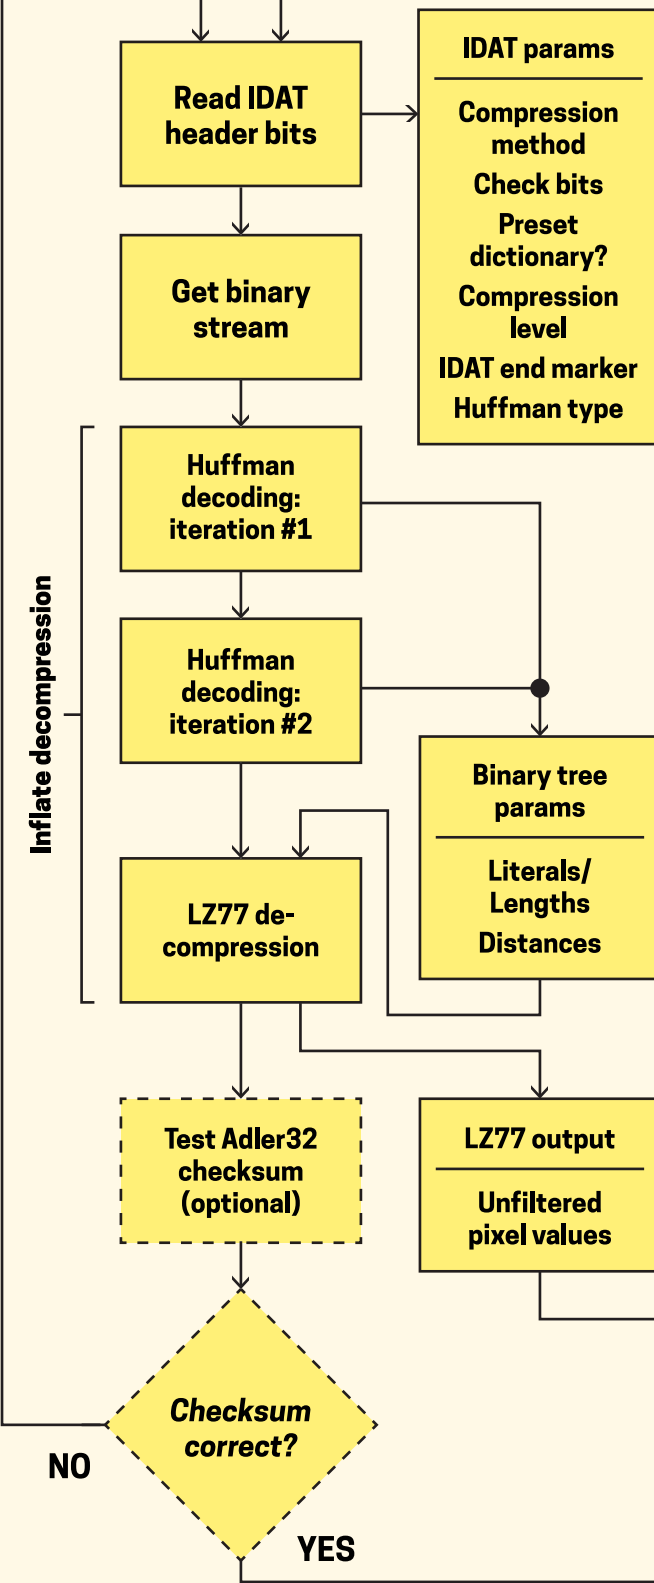 Read IDAT
header bits
IDAT params
Compression
method
Check bits
Preset
dictionary?
Compression
level
IDAT end marker
Huffman type
Get binary
stream
Inflate decompression
Huffman
decoding:
iteration #1
Huffman
decoding:
iteration #2
Binary tree
params
Literals/
Lengths
Distances
LZ77 de-
compression
Test Adler32
checksum
(optional)
LZ77 output
Unfiltered
pixel values
Checksum
correct?
NO
YES